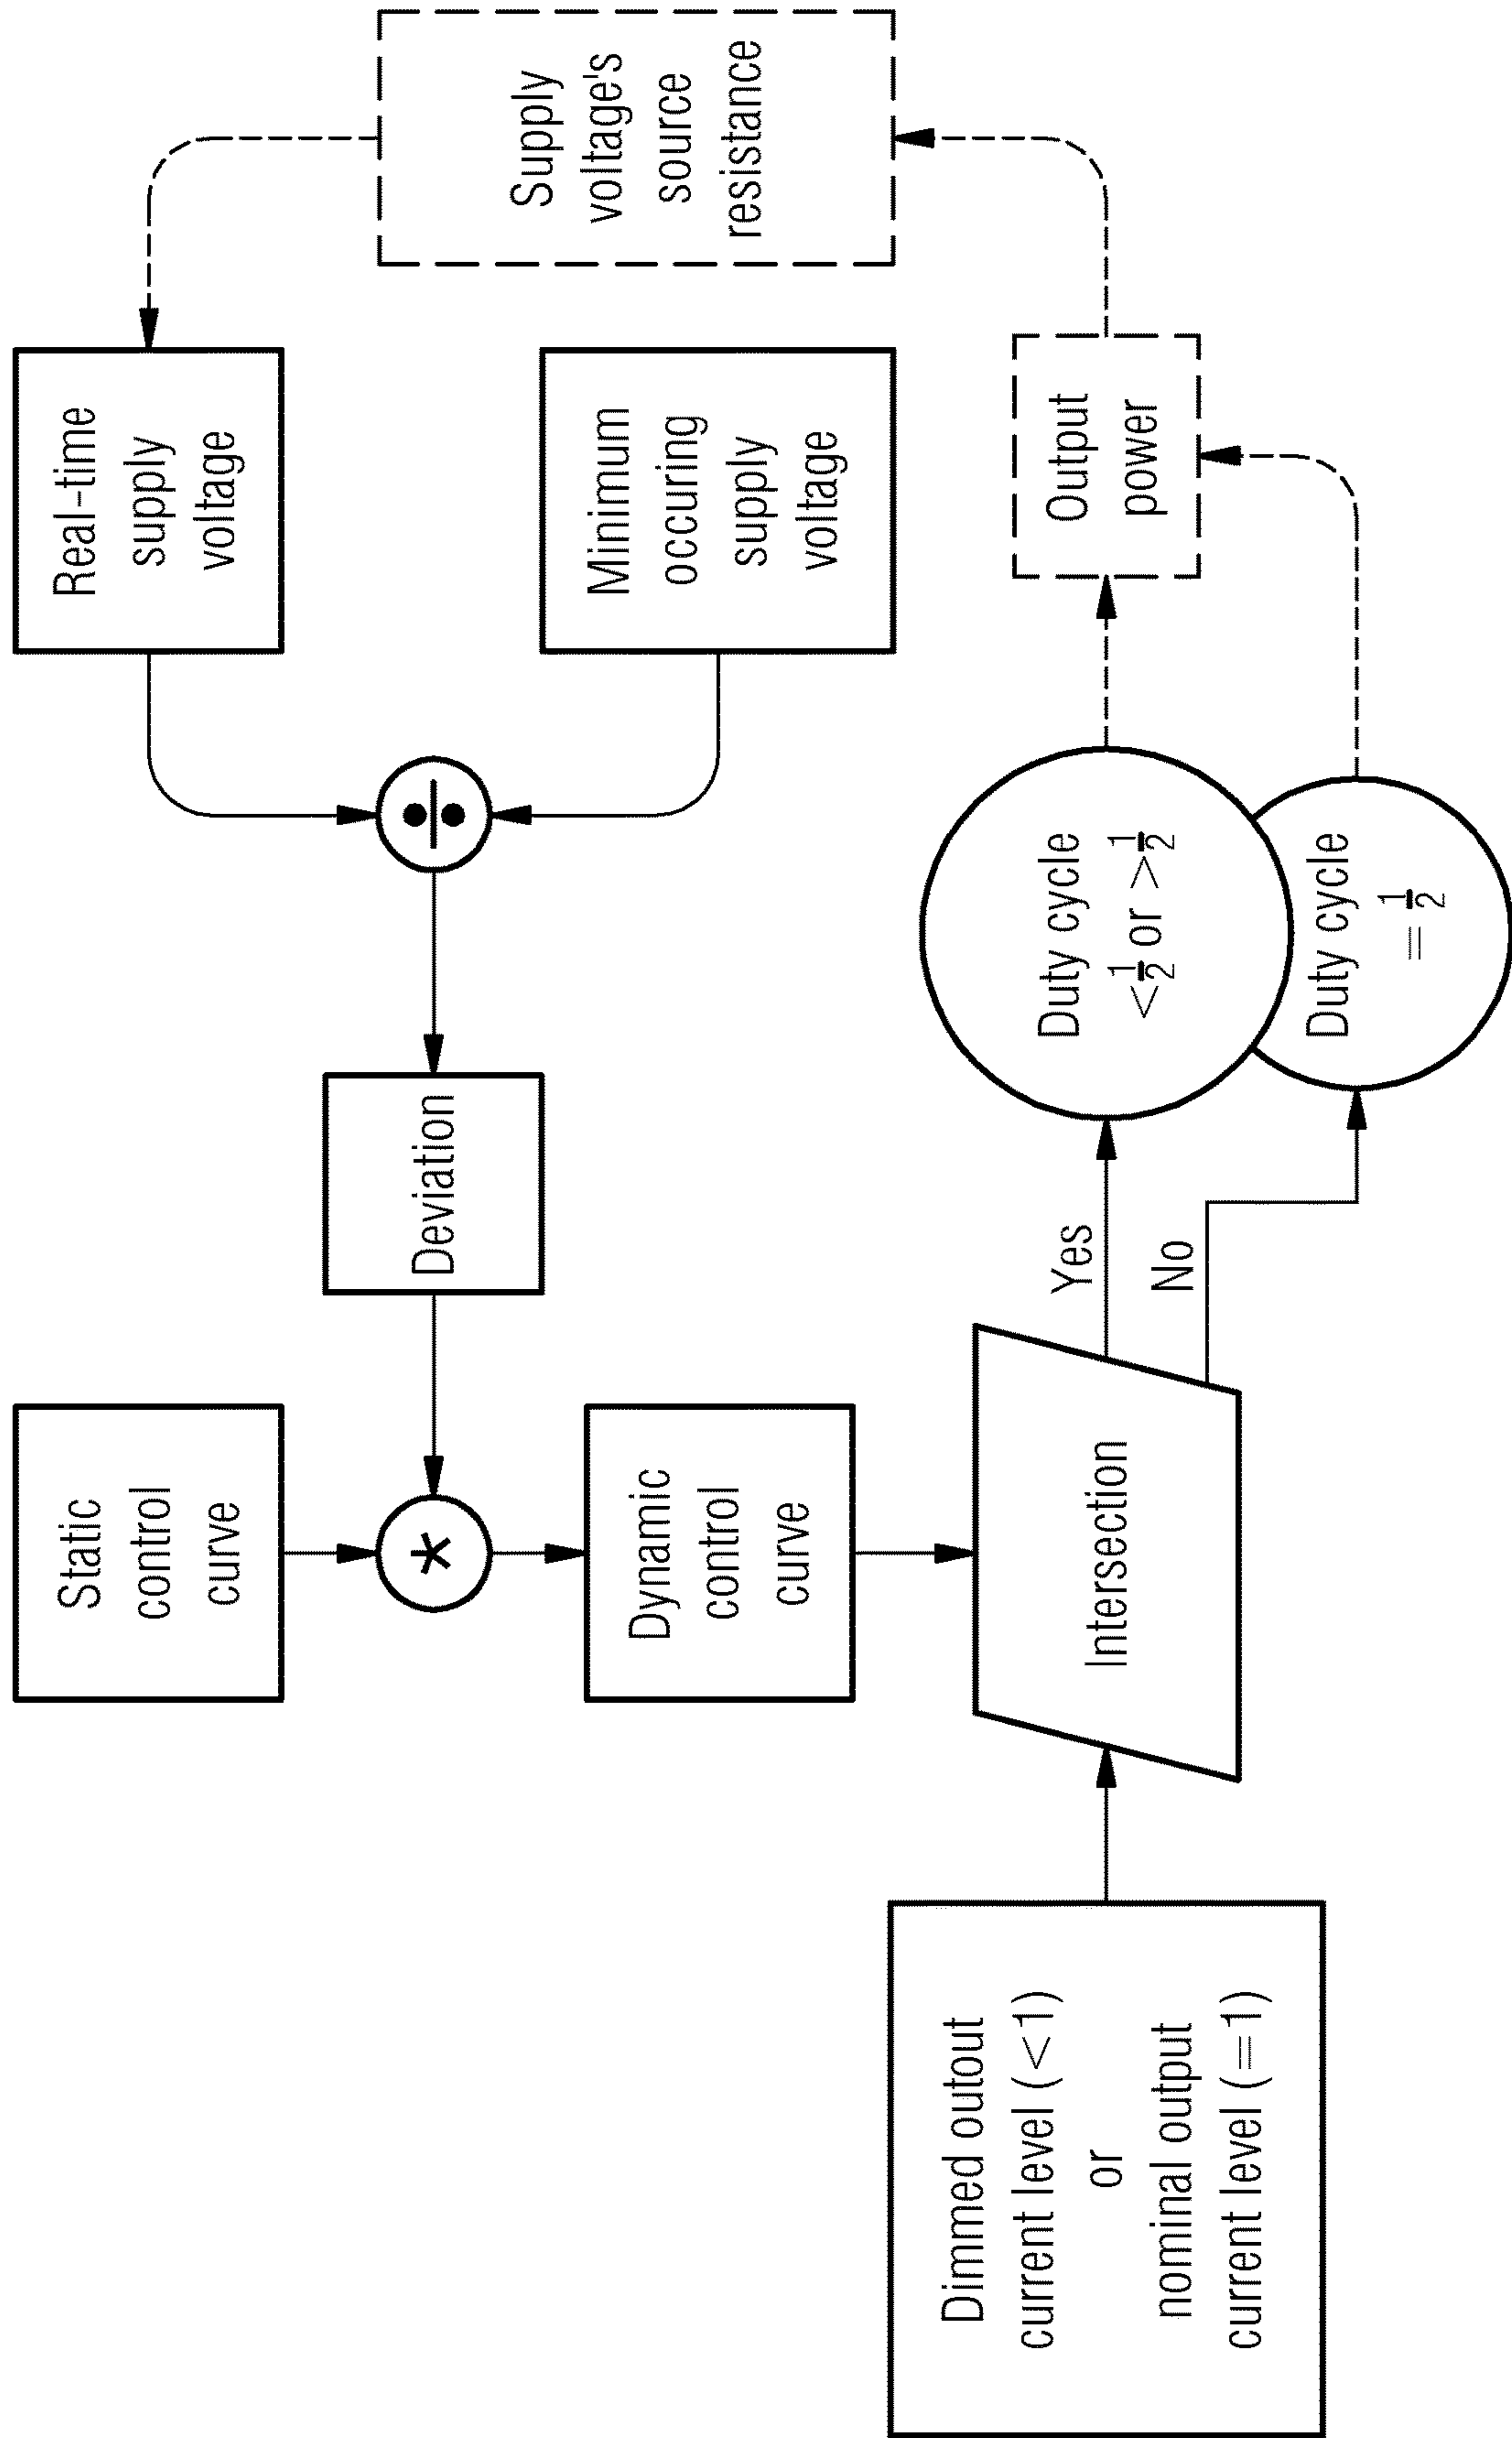 Static
control
curve
Real-time
supply
voltage
Supply
voltage's
source
resistance
*
÷
Deviation
Dynamic
control
curve
Minimum
occuring
supply
voltage
Dimmed outout
current level (<1)
or
nominal output
current level (=1)
Intersection
Yes
No
Duty cycle
<1/2 or >1/2
Duty cycle
=1/2
Output
power